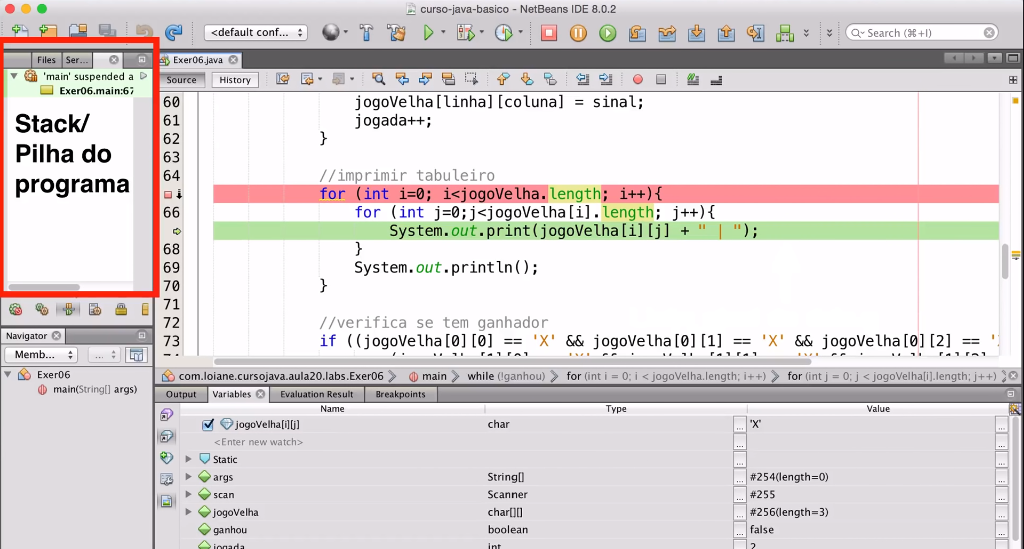 curso-java-basico - NetBeans IDE 8.0.2
<default conf...
Search (⌘+I)
Files
Ser...
Exer06.java
'main' suspended a
Exer06.main:67
Stack/
Pilha do
programa
Source
History
60 jogoVelha[linha][coluna] = sinal;
61 jogada++;
62 }
63
64 //imprimir tabuleiro
for (int i=0; i<jogoVelha.length; i++){
66 for (int j=0;j<jogoVelha[i].length; j++){
System.out.print(jogoVelha[i][j] + " | ");
68 }
69 System.out.println();
70 }
71
72 //verifica se tem ganhador
73 if ((jogoVelha[0][0] == 'X' && jogoVelha[0][1] == 'X' && jogoVelha[0][2] == '
Navigator
Memb...
...
Exer06
main(String[] args)
com.loiane.cursojava.aula20.labs.Exer06
main
while (!ganhou)
for (int i = 0; i < jogoVelha.length; i++)
for (int j = 0; j < jogoVelha[i].length; j++)
Output
Variables
Evaluation Result
Breakpoints
Name Type Value
jogoVelha[i][j] char ... 'X' ...
<Enter new watch> ... ...
Static ... ...
args String[] ... #254(length=0) ...
scan Scanner ... #255 ...
jogoVelha char[][] ... #256(length=3) ...
ganhou boolean ... false ...
jogada int ... 2 ...